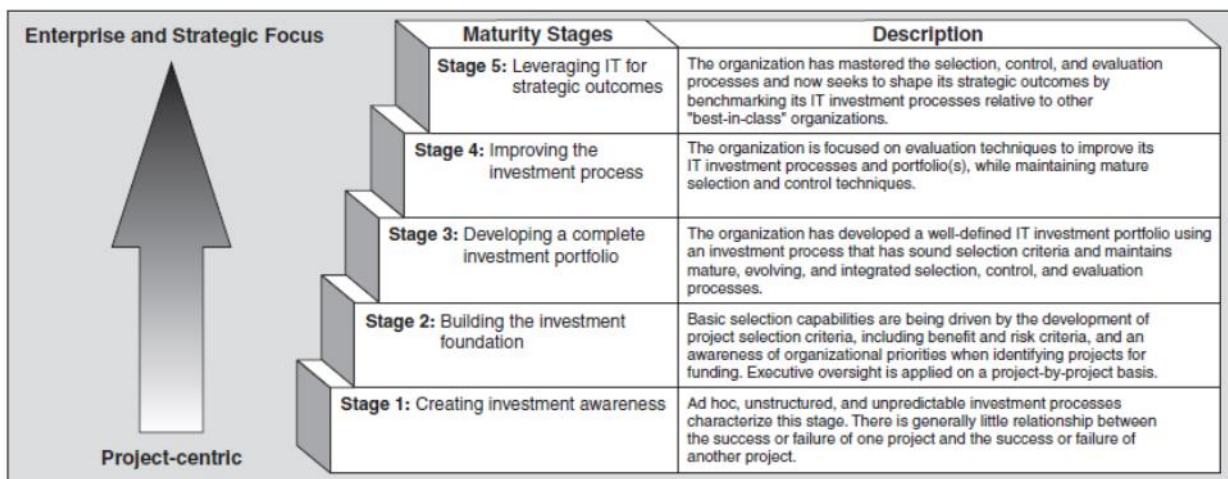 Enterprise and Strategic Focus
Maturity Stages
Description
Stage 5: Leveraging IT for
strategic outcomes
The organization has mastered the selection, control, and evaluation
processes and now seeks to shape its strategic outcomes by
benchmarking its IT investment processes relative to other
"best-in-class" organizations.
Stage 4: Improving the
investment process
The organization is focused on evaluation techniques to improve its
IT investment processes and portfolio(s), while maintaining mature
selection and control techniques.
Stage 3: Developing a complete
investment portfolio
The organization has developed a well-defined IT investment portfolio using
an investment process that has sound selection criteria and maintains
mature, evolving, and integrated selection, control, and evaluation
processes.
Stage 2: Building the investment
foundation
Basic selection capabilities are being driven by the development of
project selection criteria, including benefit and risk criteria, and an
awareness of organizational priorities when identifying projects for
funding. Executive oversight is applied on a project-by-project basis.
Stage 1: Creating investment awareness
Ad hoc, unstructured, and unpredictable investment processes
characterize this stage. There is generally little relationship between
the success or failure of one project and the success or failure of
another project.
Project-centric